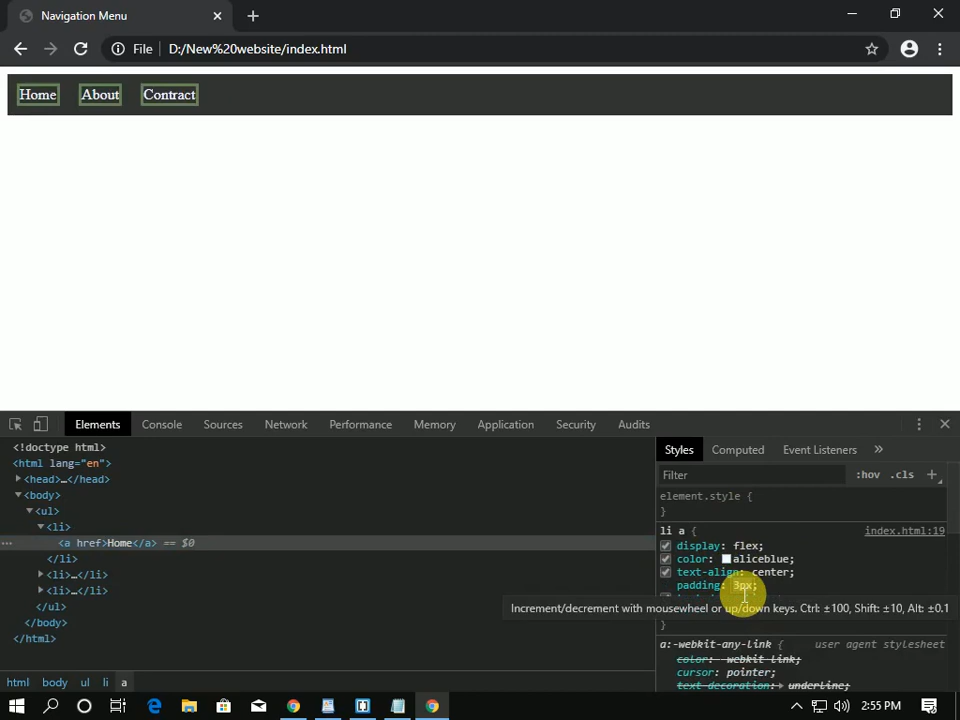 Navigation Menu
File
D:/New%20website/index.html
Home
About
Contract
Elements
Console
Sources
Network
Performance
Memory
Application
Security
Audits
<!doctype html>
<html lang="en">
<head>…</head>
<body>
<ul>
<li>
<a href>Home</a> == $0
</li>
<li>…</li>
<li>…</li>
</ul>
</body>
</html>
html
body
ul
li
a
Styles
Computed
Event Listeners
»
Filter
:hov
.cls
element.style {
}
li a {
index.html:19
display: flex;
color: aliceblue;
text-align: center;
padding: 3px;
Increment/decrement with mousewheel or up/down keys. Ctrl: ±100, Shift: ±10, Alt: ±0.1
}
a:-webkit-any-link {
user agent stylesheet
color: -webkit-link;
cursor: pointer;
text-decoration: underline;
2:55 PM